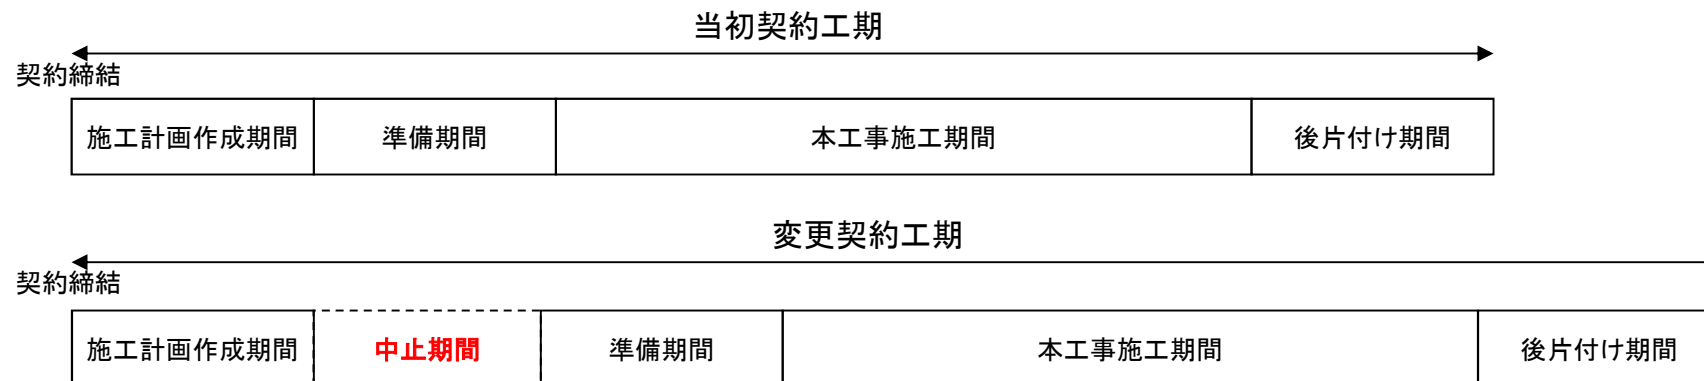 当初契約工期
契約締結
施工計画作成期間 準備期間 本工事施工期間 後片付け期間
変更契約工期
契約締結
施工計画作成期間 中止期間 準備期間 本工事施工期間 後片付け期間